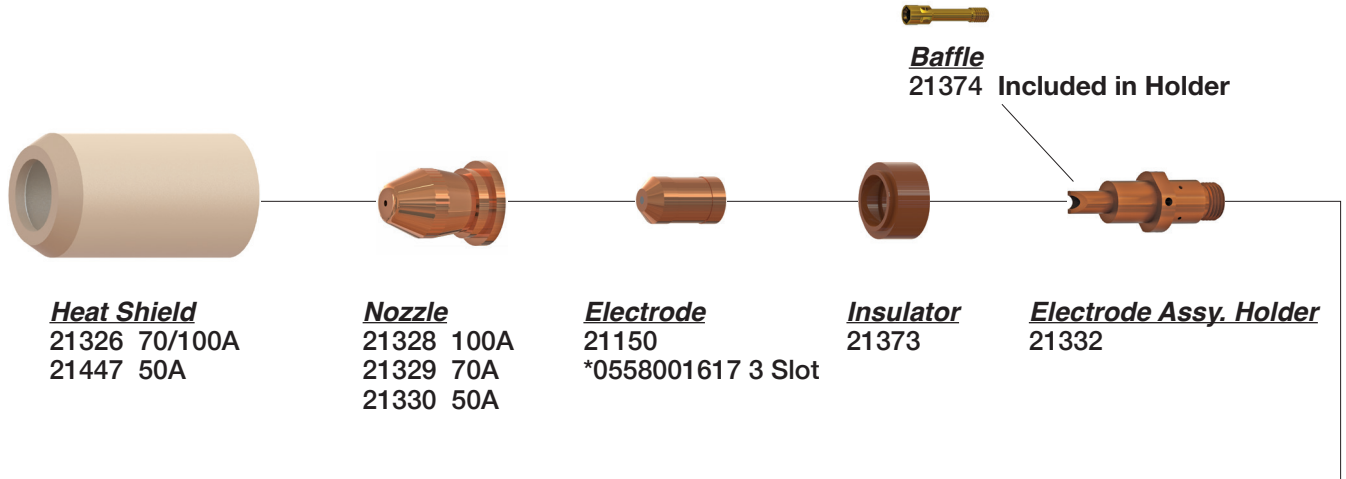 Baffle
21374 Included in Holder
Heat Shield
21326 70/100A
21447 50A
Nozzle
21328 100A
21329 70A
21330 50A
Electrode
21150
*0558001617 3 Slot
Insulator
21373
Electrode Assy. Holder
21332